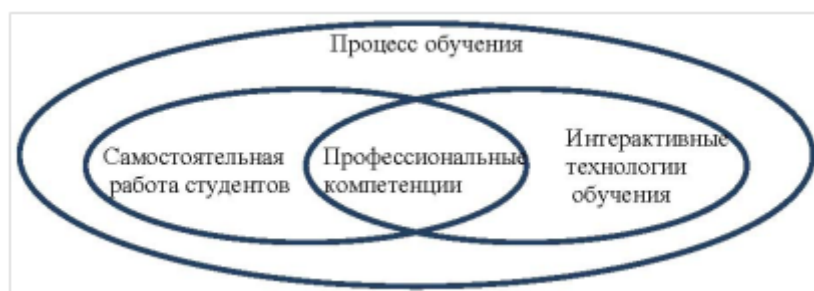 Процесс обучения
Самостоятельная
работа студентов
Профессиональные
компетенции
Интерактивные
технологии
обучения